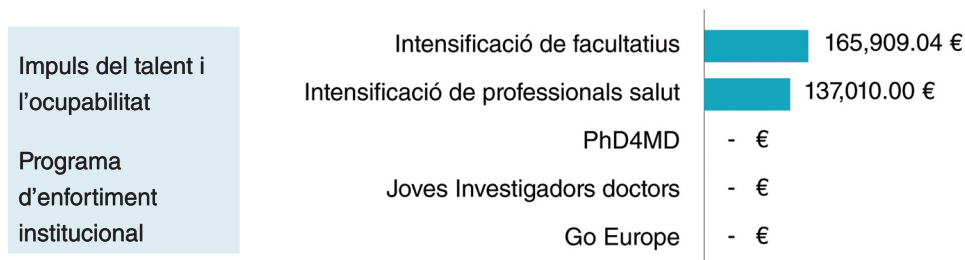 Impuls del talent i
l’ocupabilitat
Programa
d’enfortiment
institucional
Intensificació de facultatius 165,909.04 €
Intensificació de professionals salut 137,010.00 €
PhD4MD - €
Joves Investigadors doctors - €
Go Europe - €